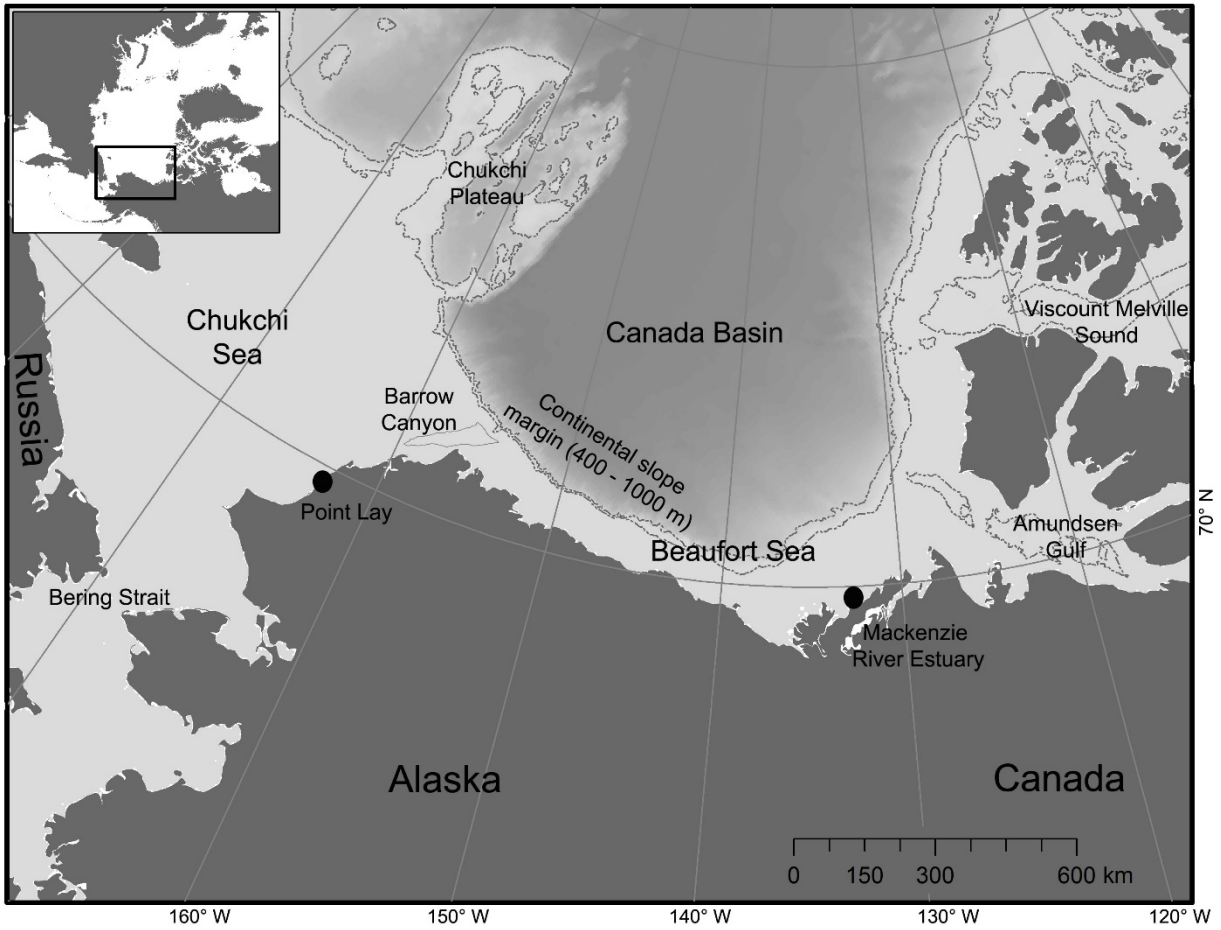 Chukchi
Plateau
Viscount Melville
Sound
Chukchi
Sea
Canada Basin
Russia
Barrow
Canyon
Continental slope
margin (400 - 1000 m)
70° N
Point Lay
Amundsen
Gulf
Beaufort Sea
Bering Strait
Mackenzie
River Estuary
Alaska
Canada
0 150 300 600 km
160° W 150° W 140° W 130° W 120° W